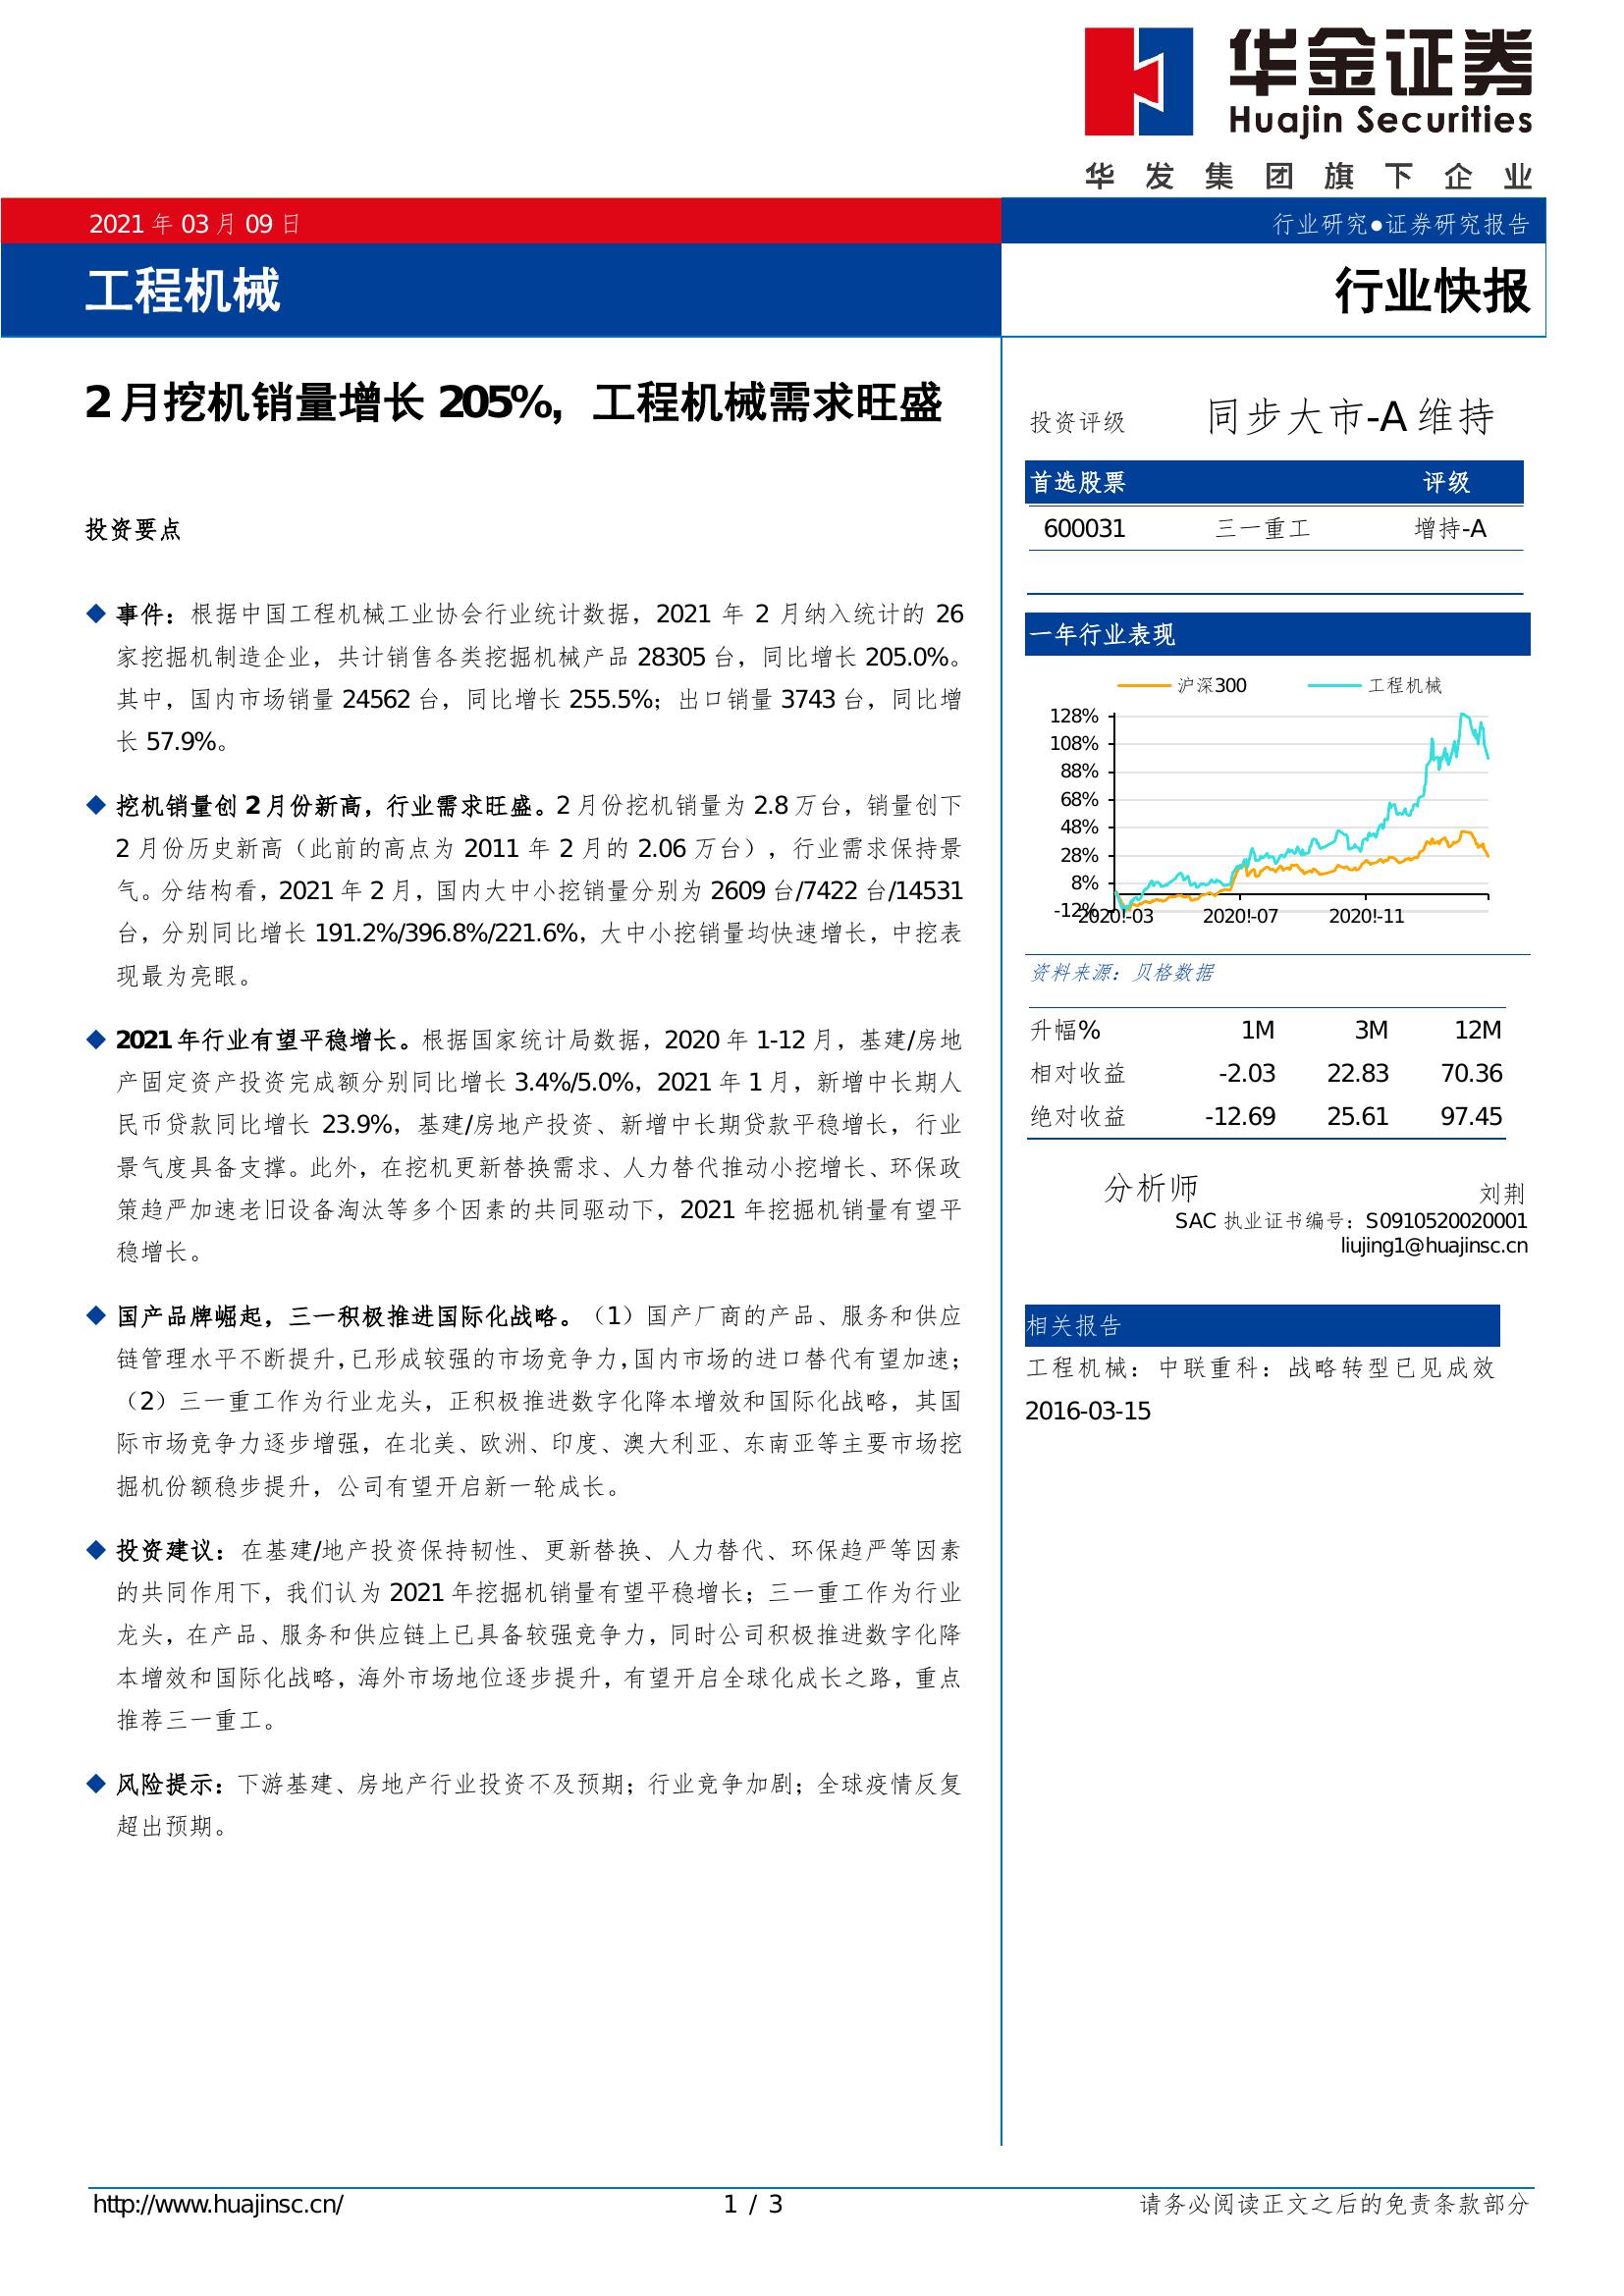 华金证券
Huajin Securities
华发集团旗下企业
2021 年 03 月 09 日
行业研究●证券研究报告
工程机械
行业快报
2 月挖机销量增长 205%，工程机械需求旺盛
投资要点
◆ 事件：根据中国工程机械工业协会行业统计数据，2021 年 2 月纳入统计的 26
家挖掘机制造企业，共计销售各类挖掘机械产品 28305 台，同比增长 205.0%。
其中，国内市场销量 24562 台，同比增长 255.5%；出口销量 3743 台，同比增
长 57.9%。
◆ 挖机销量创 2 月份新高，行业需求旺盛。2 月份挖机销量为 2.8 万台，销量创下
2 月份历史新高（此前的高点为 2011 年 2 月的 2.06 万台），行业需求保持景
气。分结构看，2021 年 2 月，国内大中小挖销量分别为 2609 台/7422 台/14531
台，分别同比增长 191.2%/396.8%/221.6%，大中小挖销量均快速增长，中挖表
现最为亮眼。
◆ 2021 年行业有望平稳增长。根据国家统计局数据，2020 年 1-12 月，基建/房地
产固定资产投资完成额分别同比增长 3.4%/5.0%，2021 年 1 月，新增中长期人
民币贷款同比增长 23.9%，基建/房地产投资、新增中长期贷款平稳增长，行业
景气度具备支撑。此外，在挖机更新替换需求、人力替代推动小挖增长、环保政
策趋严加速老旧设备淘汰等多个因素的共同驱动下，2021 年挖掘机销量有望平
稳增长。
◆ 国产品牌崛起，三一积极推进国际化战略。（1）国产厂商的产品、服务和供应
链管理水平不断提升，已形成较强的市场竞争力，国内市场的进口替代有望加速；
（2）三一重工作为行业龙头，正积极推进数字化降本增效和国际化战略，其国
际市场竞争力逐步增强，在北美、欧洲、印度、澳大利亚、东南亚等主要市场挖
掘机份额稳步提升，公司有望开启新一轮成长。
◆ 投资建议：在基建/地产投资保持韧性、更新替换、人力替代、环保趋严等因素
的共同作用下，我们认为 2021 年挖掘机销量有望平稳增长；三一重工作为行业
龙头，在产品、服务和供应链上已具备较强竞争力，同时公司积极推进数字化降
本增效和国际化战略，海外市场地位逐步提升，有望开启全球化成长之路，重点
推荐三一重工。
◆ 风险提示：下游基建、房地产行业投资不及预期；行业竞争加剧；全球疫情反复
超出预期。
投资评级 同步大市-A 维持
首选股票 评级
600031 三一重工 增持-A
一年行业表现
沪深300 工程机械
128%
108%
88%
68%
48%
28%
8%
-12%
2020!-03 2020!-07 2020!-11
资料来源：贝格数据
升幅% 1M 3M 12M
相对收益 -2.03 22.83 70.36
绝对收益 -12.69 25.61 97.45
分析师 刘荆
SAC 执业证书编号：S0910520020001
liujing1@huajinsc.cn
相关报告
工程机械：中联重科：战略转型已见成效
2016-03-15
http://www.huajinsc.cn/ 1 / 3 请务必阅读正文之后的免责条款部分